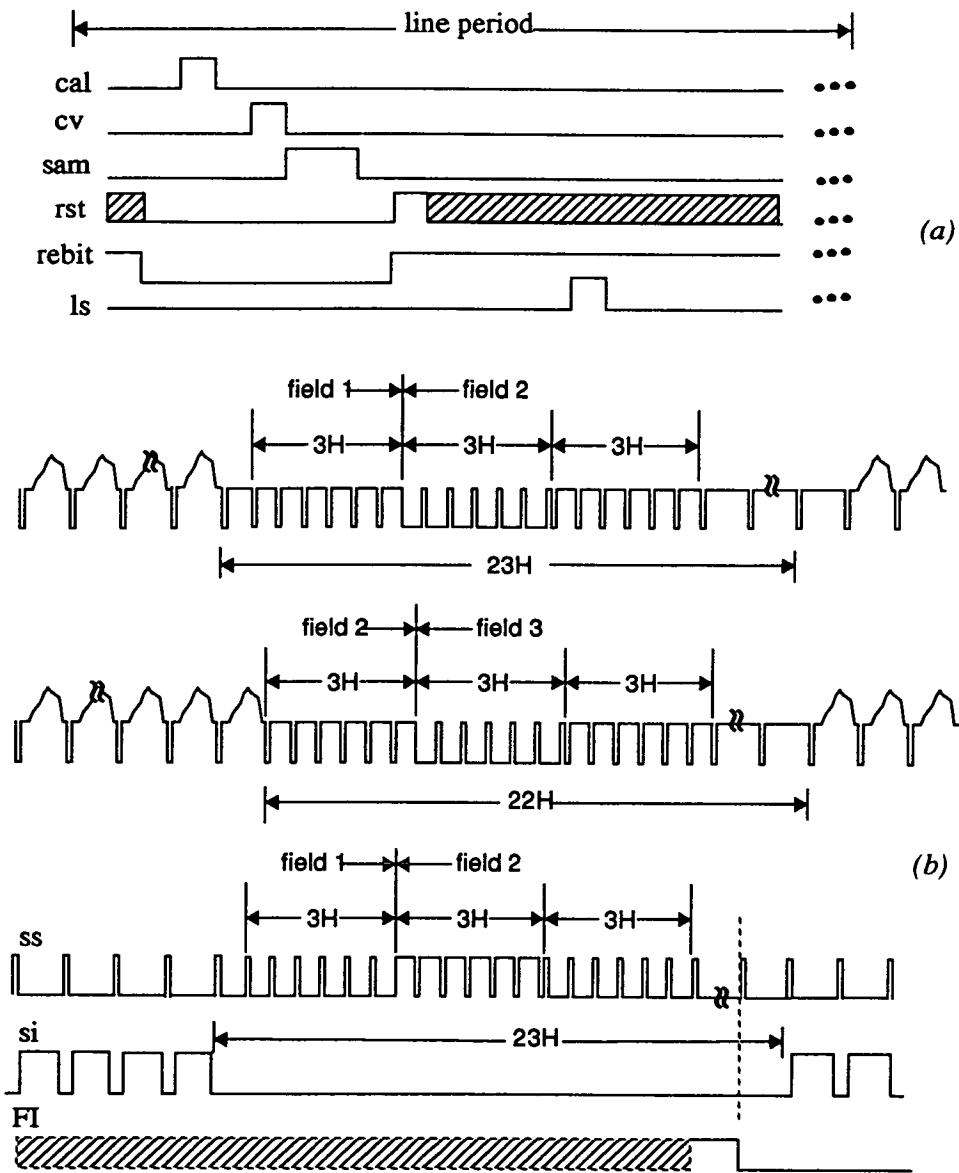 line period
cal
cv
sam
rst
rebit
ls
(a)
field 1 field 2
3H 3H 3H
23H
field 2 field 3
3H 3H 3H
22H
(b)
field 1 field 2
3H 3H 3H
ss
si
23H
FI